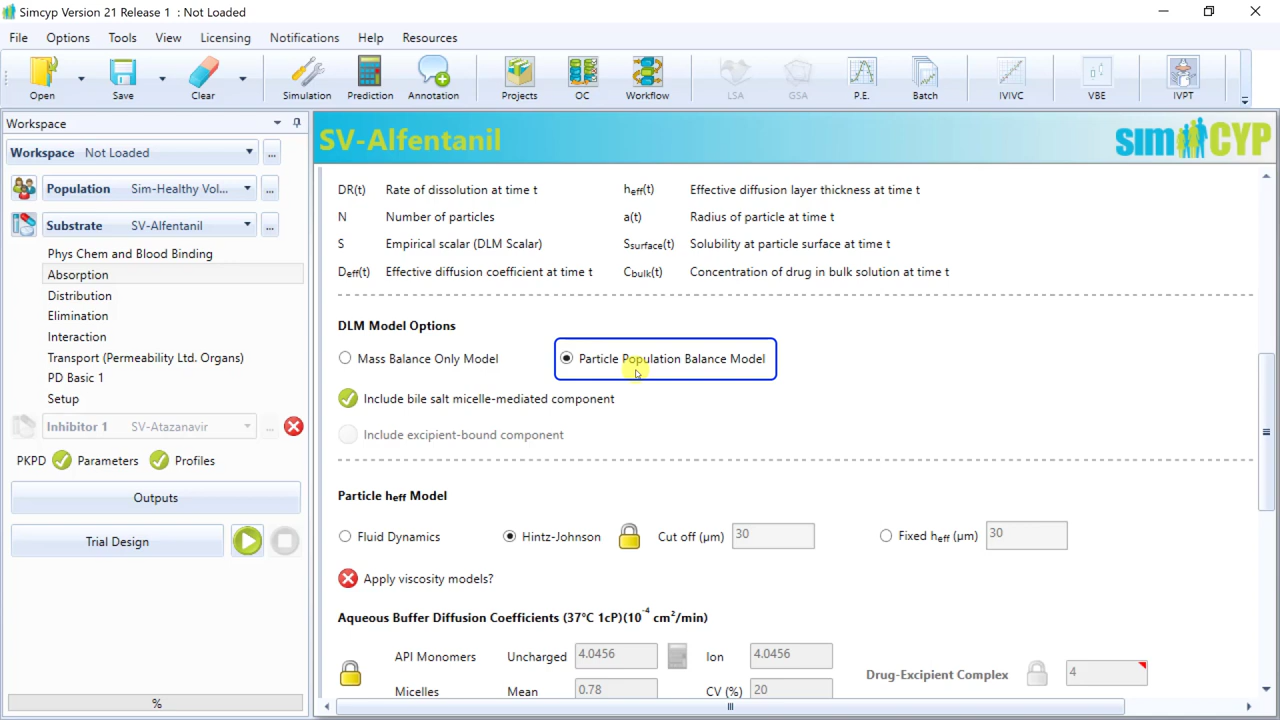 Simcyp Version 21 Release 1 : Not Loaded
File Options Tools View Licensing Notifications Help Resources
Open Save Clear Simulation Prediction Annotation Projects OC Workflow LSA GSA P.E. Batch IVIVC VBE IVPT
Workspace
Workspace Not Loaded ...
Population Sim-Healthy Vol... ...
Substrate SV-Alfentanil ...
Phys Chem and Blood Binding
Absorption
Distribution
Elimination
Interaction
Transport (Permeability Ltd. Organs)
PD Basic 1
Setup
Inhibitor 1 SV-Atazanavir ...
PKPD Parameters Profiles
Outputs
Trial Design
%
SV-Alfentanil
simCYP
DR(t) Rate of dissolution at time t heff(t) Effective diffusion layer thickness at time t
N Number of particles a(t) Radius of particle at time t
S Empirical scalar (DLM Scalar) Ssurface(t) Solubility at particle surface at time t
Deff(t) Effective diffusion coefficient at time t Cbulk(t) Concentration of drug in bulk solution at time t
DLM Model Options
Mass Balance Only Model Particle Population Balance Model
Include bile salt micelle-mediated component
Include excipient-bound component
Particle heff Model
Fluid Dynamics Hintz-Johnson Cut off (μm) 30 Fixed heff (μm) 30
Apply viscosity models?
Aqueous Buffer Diffusion Coefficients (37°C 1cP)(10-4 cm2/min)
API Monomers Uncharged 4.0456 Ion 4.0456 Drug-Excipient Complex 4
Micelles Mean 0.78 CV (%) 20